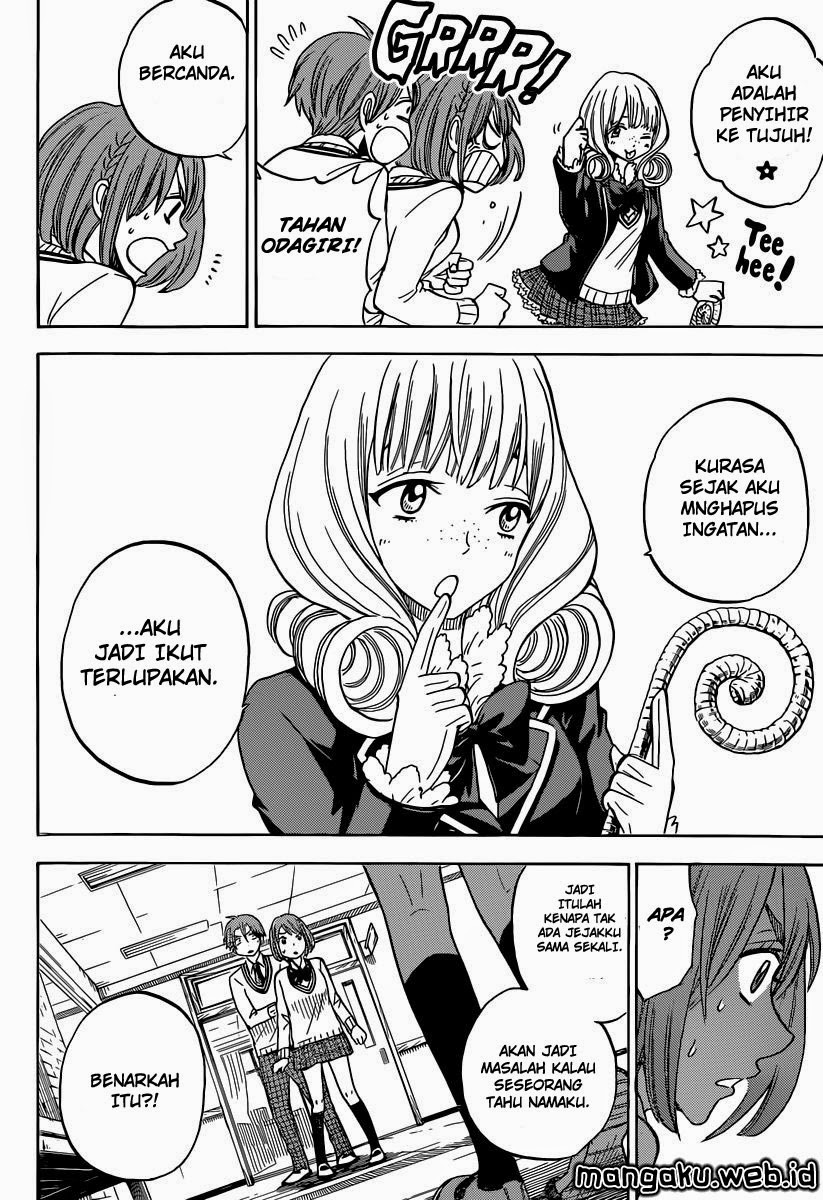 AKU
ADALAH
PENYIHIR
KE TUJUH!
Tee
hee!
GRRR!
TAHAN
ODAGIRI!
AKU
BERCANDA.
KURASA
SEJAK AKU
MNGHAPUS
INGATAN...
...AKU
JADI IKUT
TERLUPAKAN.
APA
?
JADI
ITULAH
KENAPA TAK
ADA JEJAKKU
SAMA SEKALI.
AKAN JADI
MASALAH KALAU
SESEORANG
TAHU NAMAKU.
BENARKAH
ITU?!
mangaku.web.id